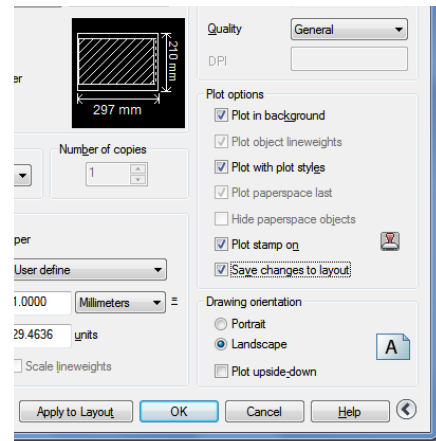 Quality
General
DPI
210 mm
er
297 mm
Plot options
Plot in background
Number of copies
Plot object lineweights
1
Plot with plot styles
Plot paperspace last
Hide paperspace objects
per
Plot stamp on
User define
Save changes to layout
1.0000
Millimeters
=
Drawing orientation
Portrait
29.4636
units
Landscape
A
Scale lineweights
Plot upside-down
Apply to Layout
OK
Cancel
Help